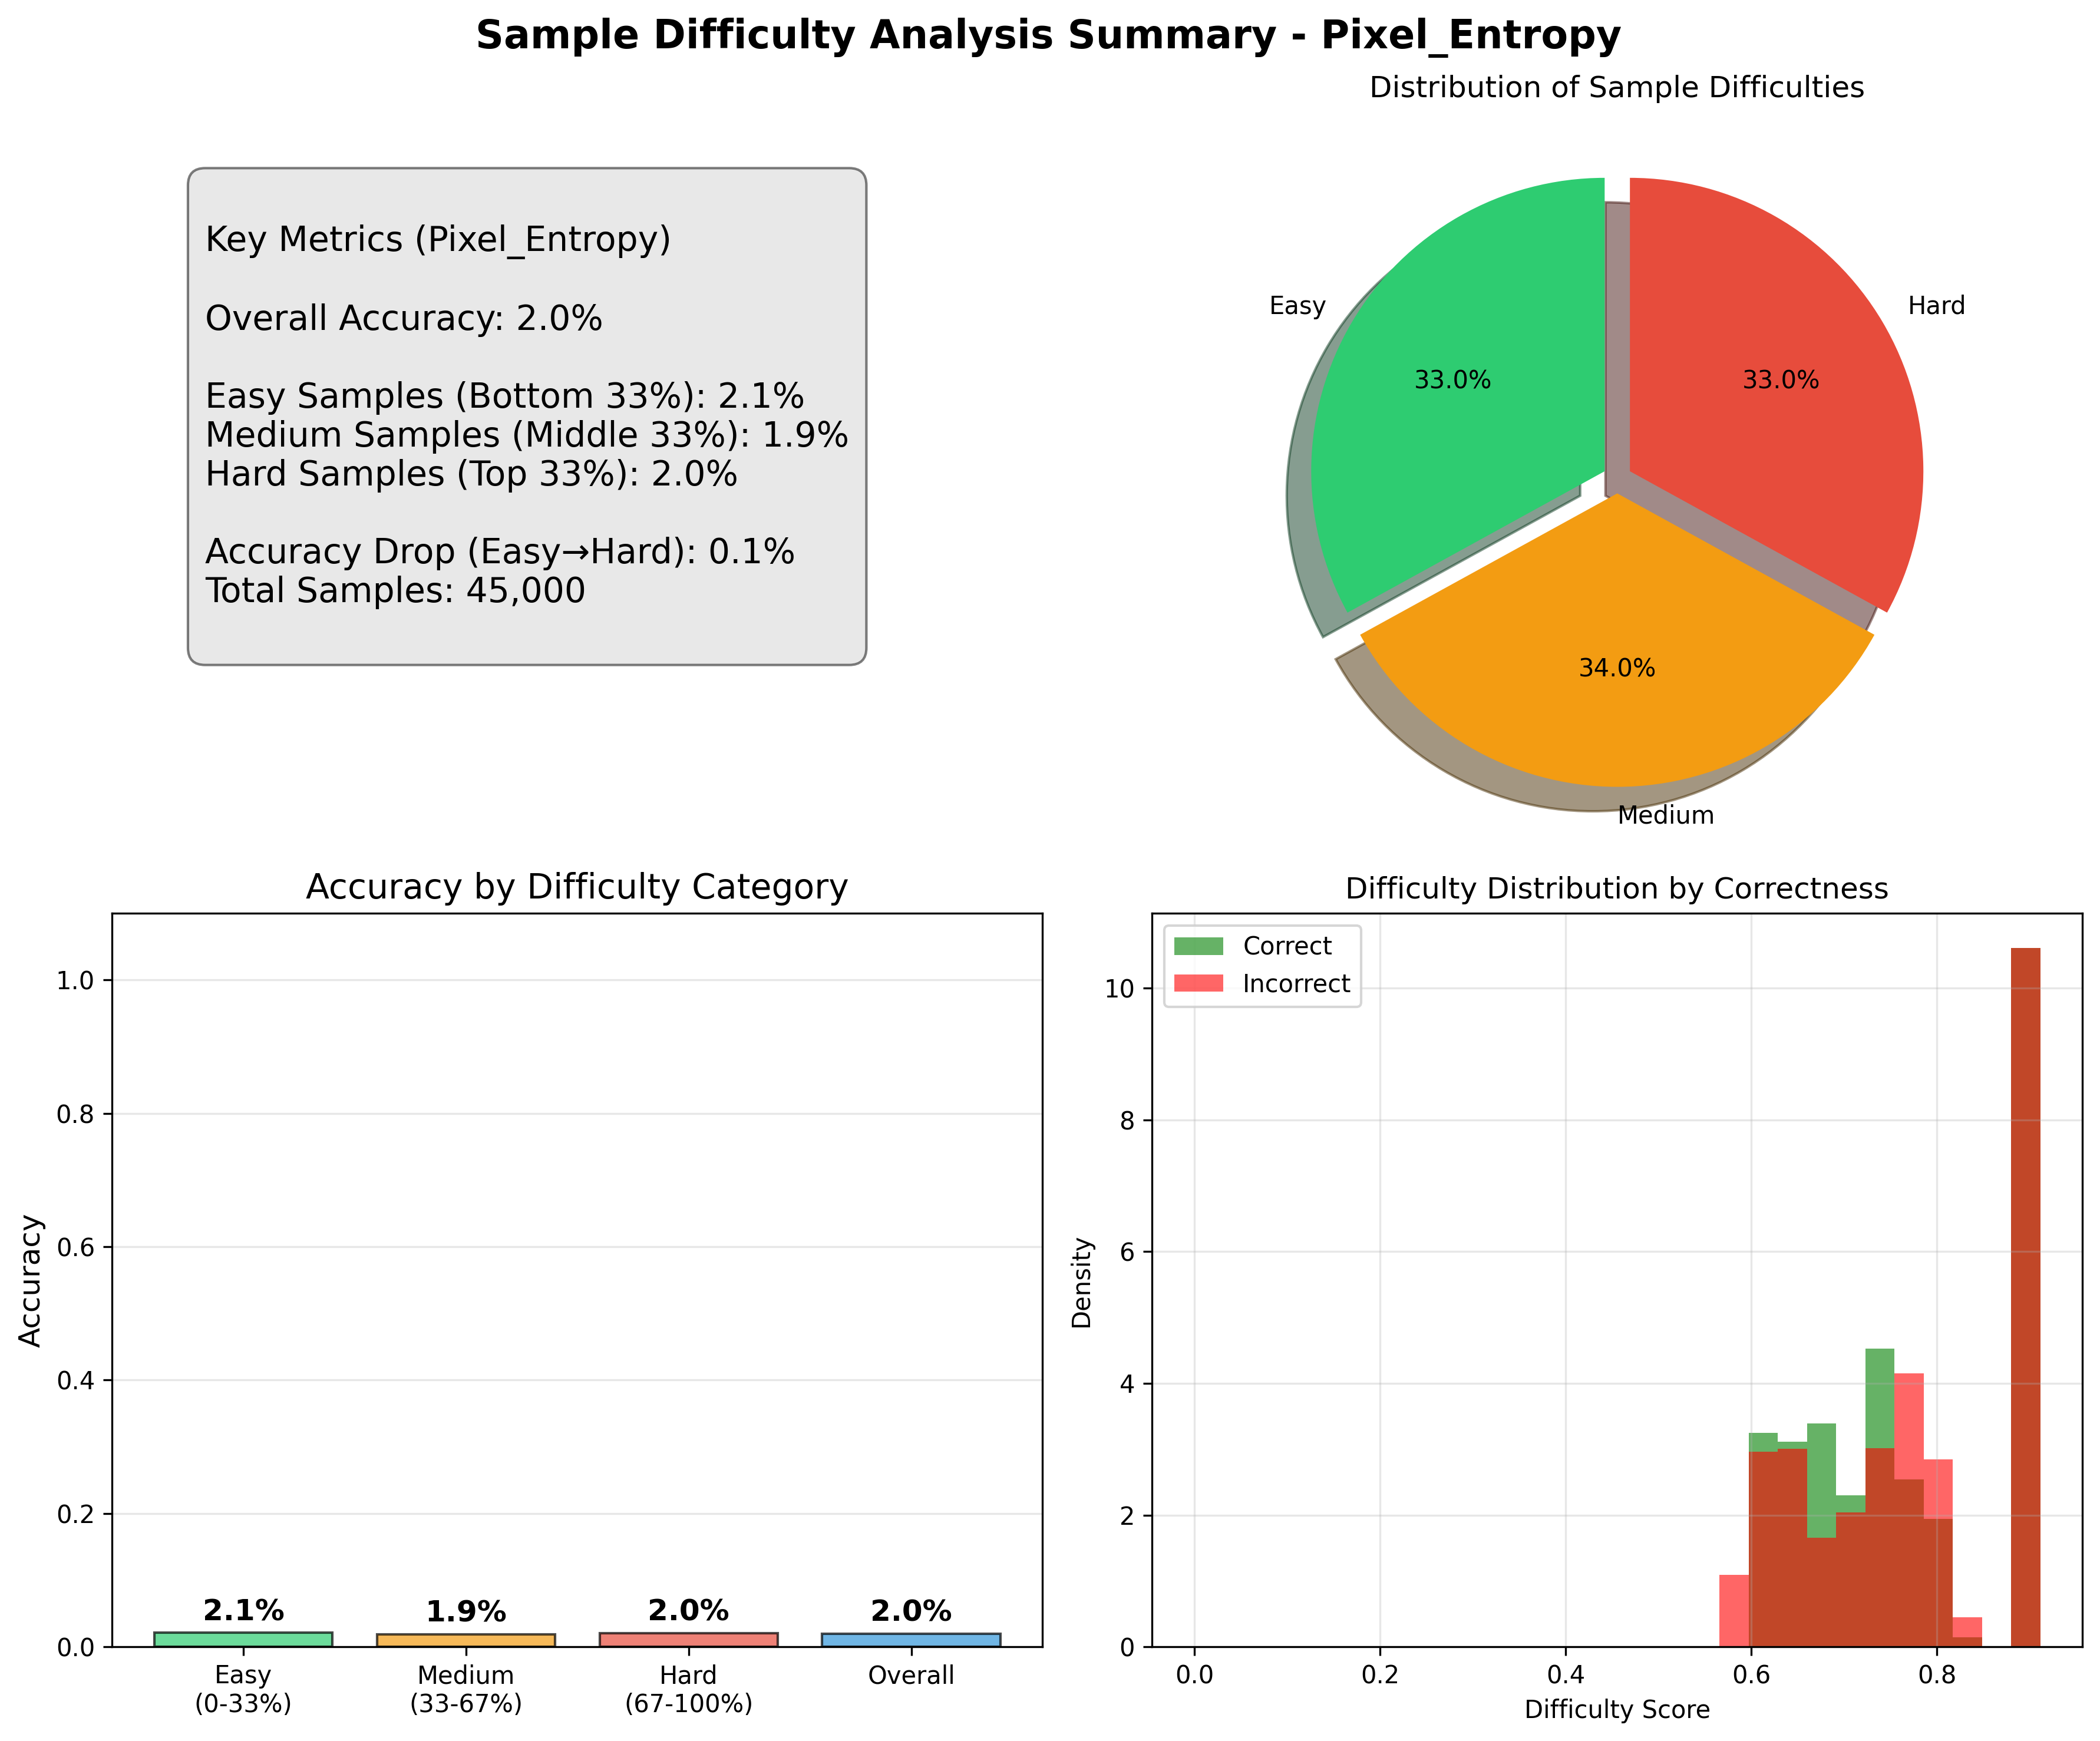 Sample Difficulty Analysis Summary - Pixel_Entropy
Key Metrics (Pixel_Entropy)
Overall Accuracy: 2.0%
Easy Samples (Bottom 33%): 2.1%
Medium Samples (Middle 33%): 1.9%
Hard Samples (Top 33%): 2.0%
Accuracy Drop (Easy→Hard): 0.1%
Total Samples: 45,000
Distribution of Sample Difficulties
Easy
Hard
33.0%
33.0%
34.0%
Medium
Accuracy by Difficulty Category
Accuracy
1.0
0.8
0.6
0.4
0.2
0.0
2.1%
1.9%
2.0%
2.0%
Easy
(0-33%)
Medium
(33-67%)
Hard
(67-100%)
Overall
Difficulty Distribution by Correctness
Correct
Incorrect
Density
10
8
6
4
2
0
0.0
0.2
0.4
0.6
0.8
Difficulty Score